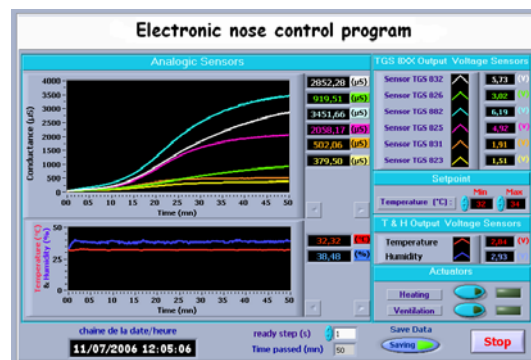 Electronic nose control program
Analogic Sensors
Conductance (µS)
4000
3500
3000
2500
2000
1500
1000
500
0
00 05 10 15 20 25 30 35 40 45 50
Time (mn)
2852,28 (µS)
919,51 (µS)
3451,66 (µS)
2058,17 (µS)
502,06 (µS)
379,50 (µS)
Temperature (°C)
& Humidity (%)
50
25
0
00 05 10 15 20 25 30 35 40 45 50
Time (mn)
32,32 (°C)
38,48 (%)
TGS 8XX Output Voltage Sensors
Sensor TGS 832 3,73 (V)
Sensor TGS 826 3,02 (V)
Sensor TGS 882 6,19 (V)
Sensor TGS 825 4,92 (V)
Sensor TGS 831 1,91 (V)
Sensor TGS 823 1,51 (V)
Setpoint
Min Max
Temperature (°C) : 32 34
T & H Output Voltage Sensors
Temperature 2,84 (V)
Humidity 2,93 (V)
Actuators
Heating
Ventilation
chaine de la date/heure
11/07/2006 12:05:06
ready step (s) 1
Time passed (mn) 50
Save Data
Saving
Stop